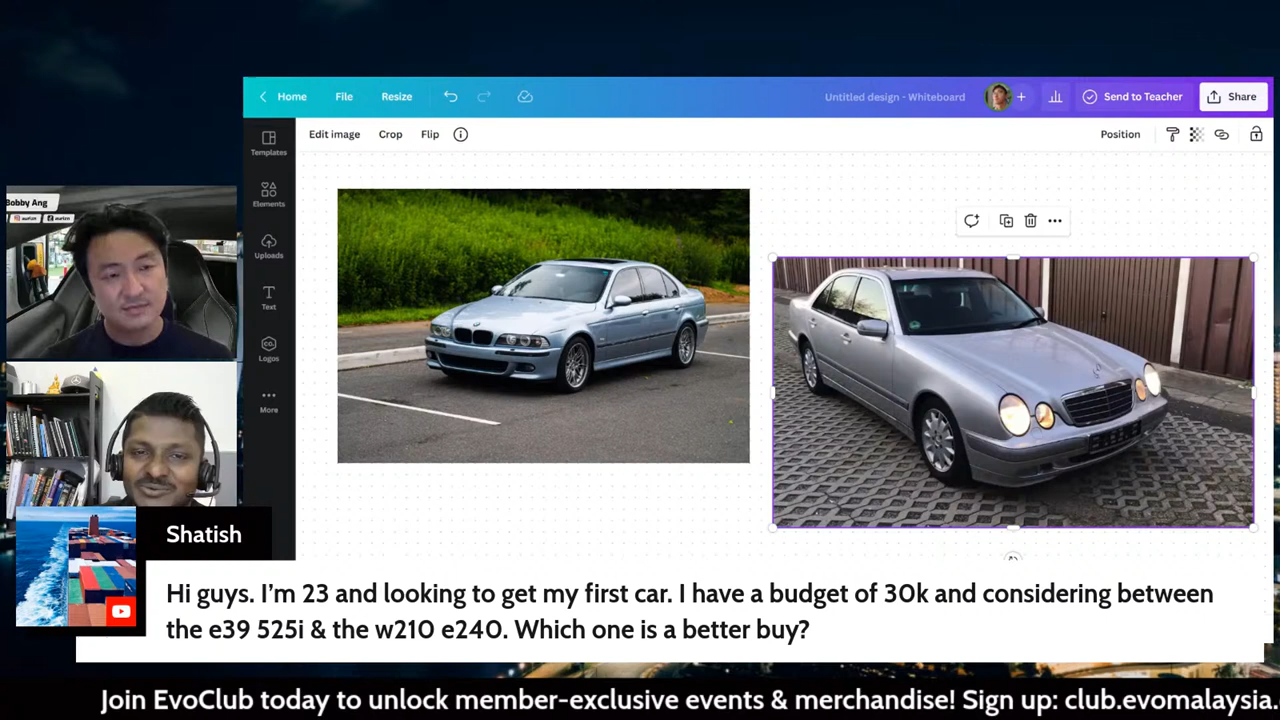 Home File Resize Untitled design - Whiteboard + Send to Teacher Share
Edit image Crop Flip Position
Templates
Elements
Uploads
Text
CO.
Logos
More
Bobby Ang
Shatish
Hi guys. I'm 23 and looking to get my first car. I have a budget of 30k and considering between
the e39 525i & the w210 e240. Which one is a better buy?
Join EvoClub today to unlock member-exclusive events & merchandise! Sign up: club.evomalaysia.